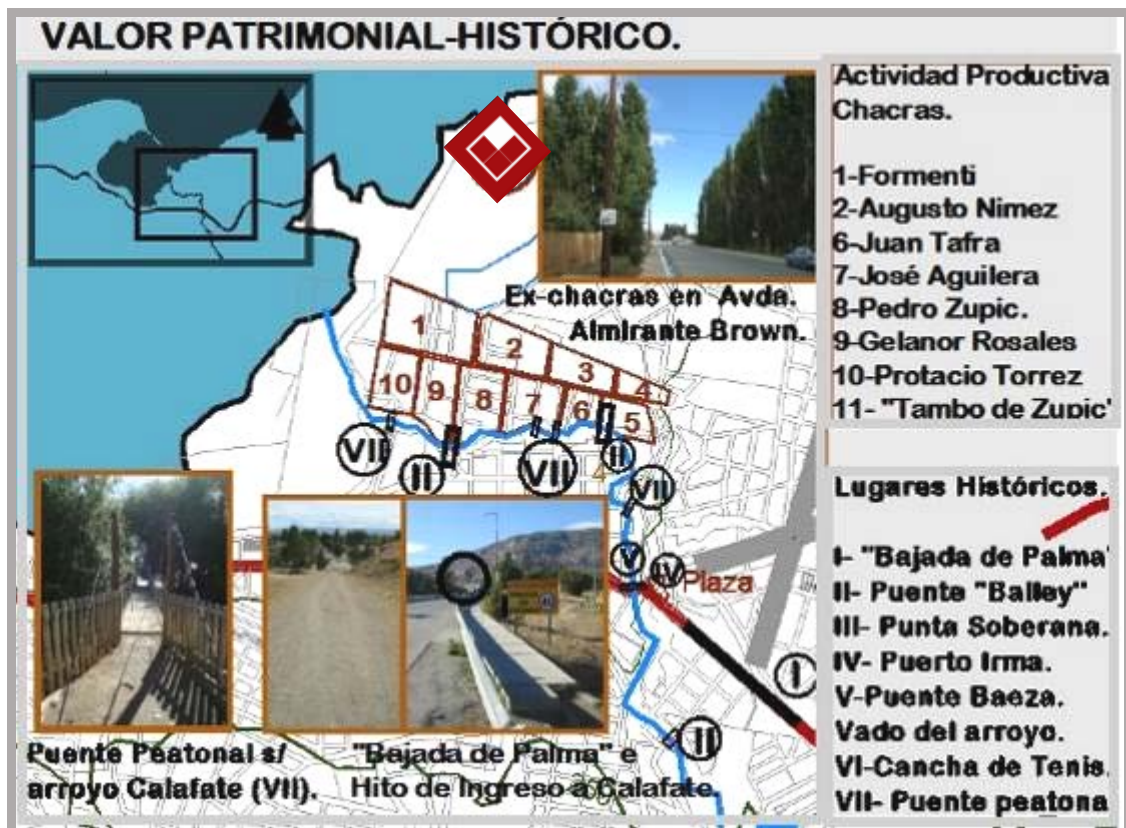 VALOR PATRIMONIAL-HISTÓRICO.
Actividad Productiva
Chacras.
1-Formenti
2-Augusto Nimez
6-Juan Tafra
7-José Aguilera
8-Pedro Zupic.
9-Gelanor Rosales
10-Protacio Torrez
11- "Tambo de Zupic"
Ex-chacras en Avda.
Almirante Brown.
1
2
3
4
10
9
8
7
6
5
VII
II
VII
II
VII
V
IV
Plaza
I
II
Lugares Históricos.
I- "Bajada de Palma"
II- Puente "Balley"
III- Punta Soberana.
IV- Puerto Irma.
V-Puente Baeza.
Vado del arroyo.
VI-Cancha de Tenis.
VII- Puente peatona
Puente Peatonal s/
arroyo Calafate (VII).
"Bajada de Palma" e
Hito de Ingreso a Calafate.